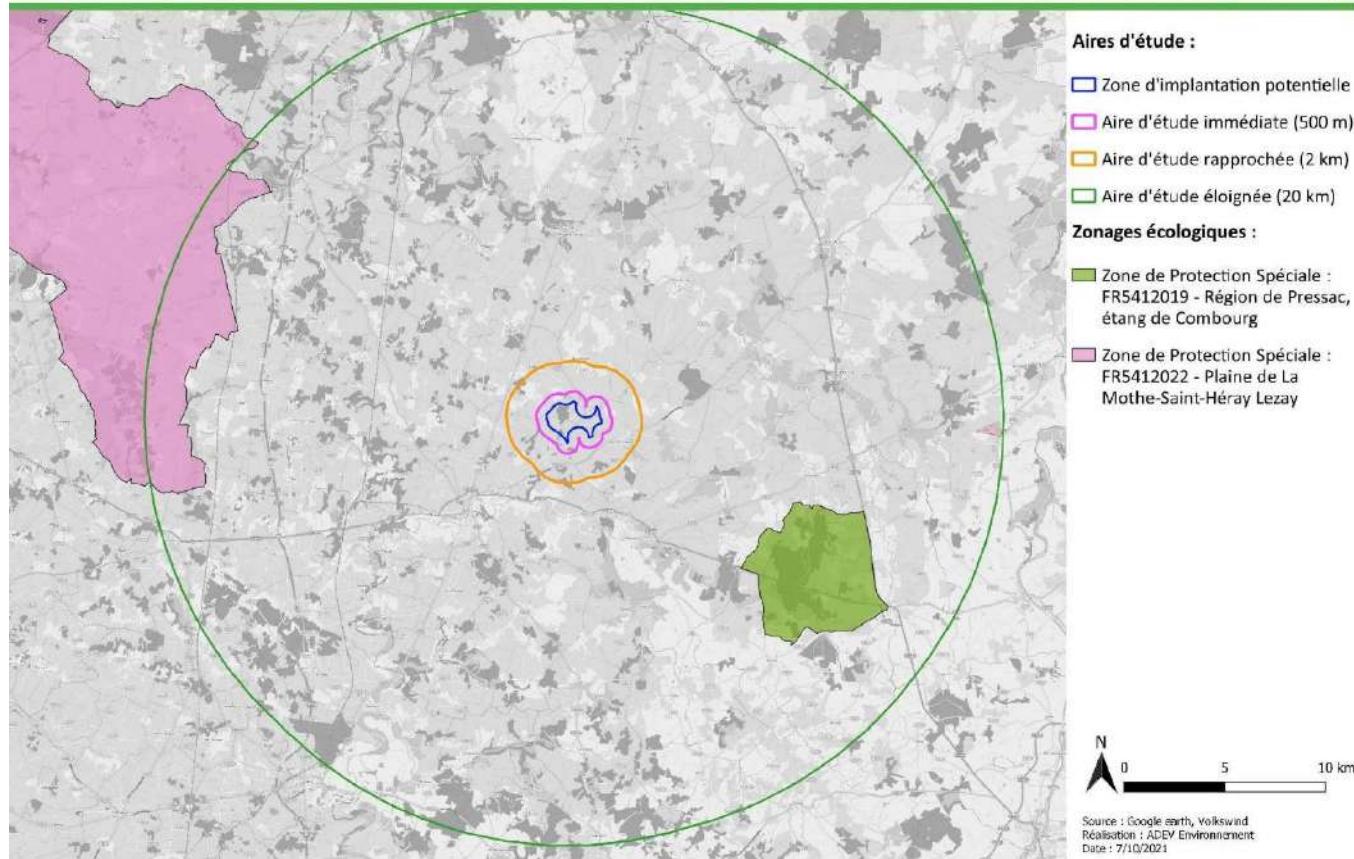 Aires d'étude :
Zone d'implantation potentielle
Aire d'étude immédiate (500 m)
Aire d'étude rapprochée (2 km)
Aire d'étude éloignée (20 km)
Zonages écologiques :
Zone de Protection Spéciale :
FR5412019 - Région de Pressac,
étang de Combourg
Zone de Protection Spéciale :
FR5412022 - Plaine de La
Mothe-Saint-Héray Lezay
N
0 5 10 km
Source : Google earth, Volkswind
Réalisation : ADEV Environnement
Date : 7/10/2021